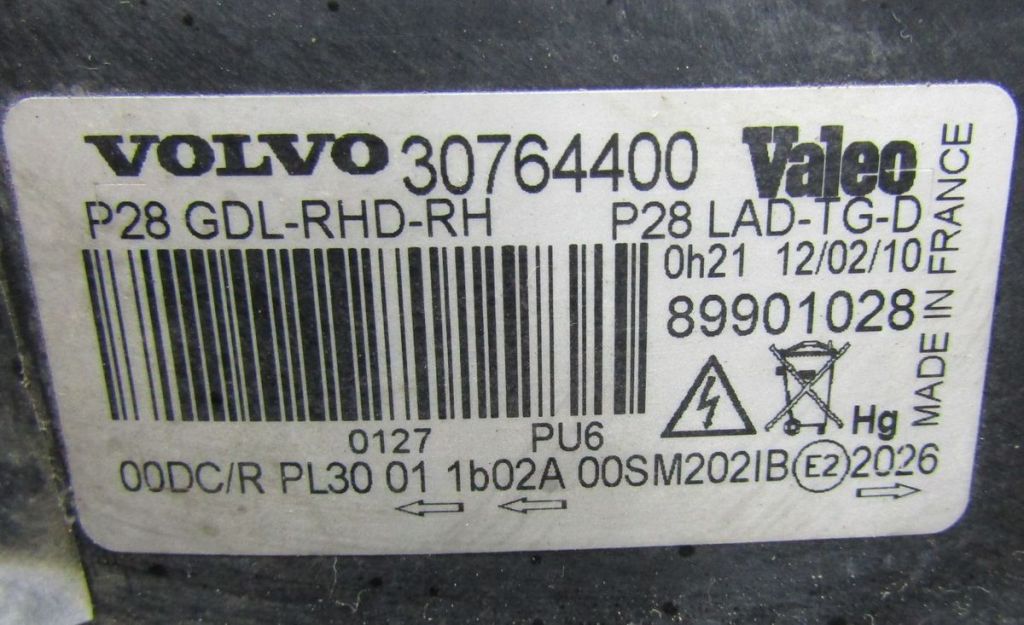 VOLVO 30764400 Valeo
P28 GDL-RHD-RH P28 LAD-TG-D
0h21 12/02/10
89901028
Hg
0127 PU6
00DC/R PL30 01 1b02A 00SM202IB E2 2026
MADE IN FRANCE